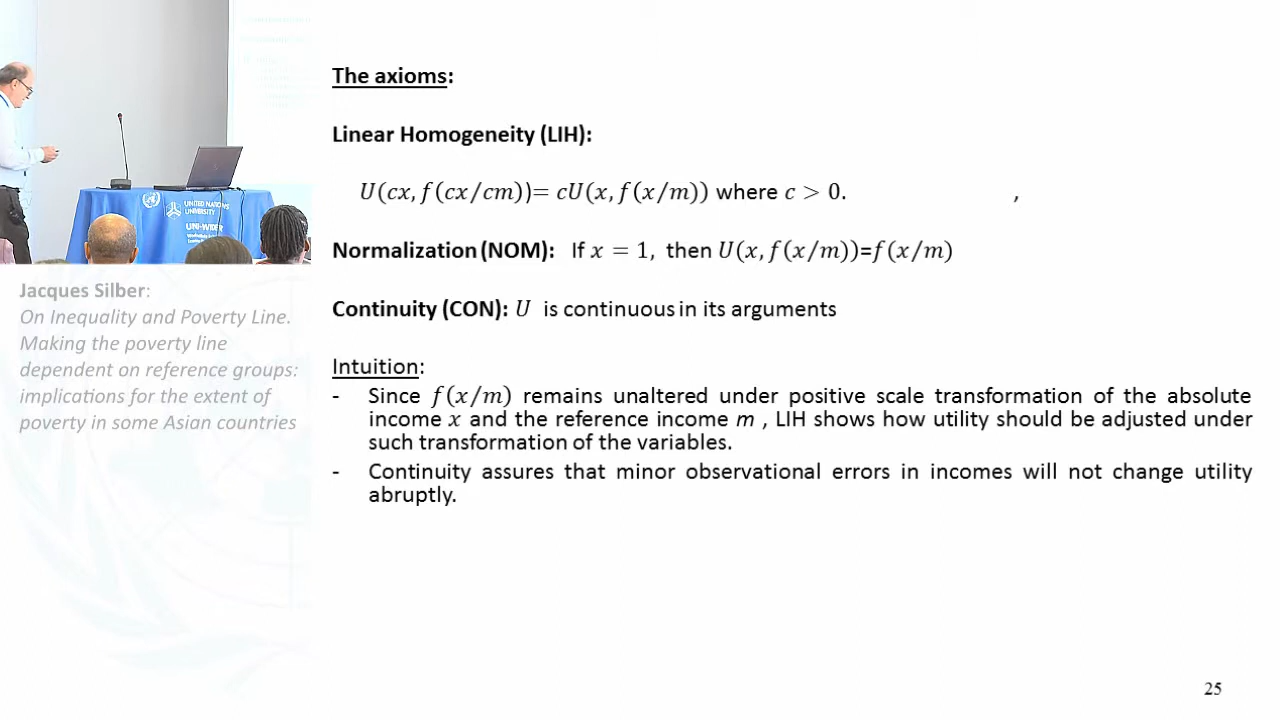 The axioms:
Linear Homogeneity (LIH):
U(cx, f(cx/cm))= cU(x, f(x/m)) where c > 0. ,
Normalization (NOM): If x = 1, then U(x, f(x/m))=f(x/m)
Continuity (CON): U is continuous in its arguments
Intuition:
- Since f(x/m) remains unaltered under positive scale transformation of the absolute
income x and the reference income m , LIH shows how utility should be adjusted under
such transformation of the variables.
- Continuity assures that minor observational errors in incomes will not change utility
abruptly.
25
UNITED NATIONS
UNIVERSITY
UNU-WIDER
Jacques Silber:
On Inequality and Poverty Line.
Making the poverty line
dependent on reference groups:
implications for the extent of
poverty in some Asian countries